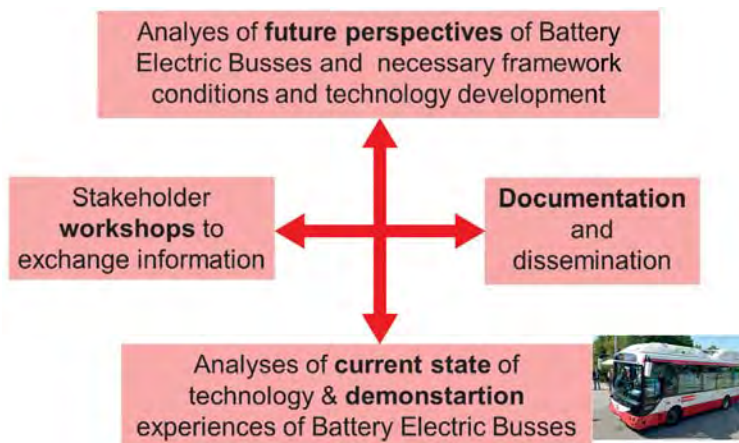 Analyes of future perspectives of Battery
Electric Busses and necessary framework
conditions and technology development
Stakeholder
workshops to
exchange information
Documentation
and
dissemination
Analyses of current state of
technology & demonstartion
experiences of Battery Electric Busses